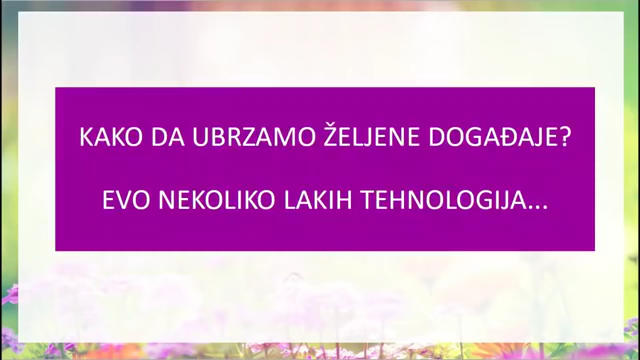 KAKO DA UBRZAMO ŽELJENE DOGAĐAJE?
EVO NEKOLIKO LAKIH TEHNOLOGIJA...